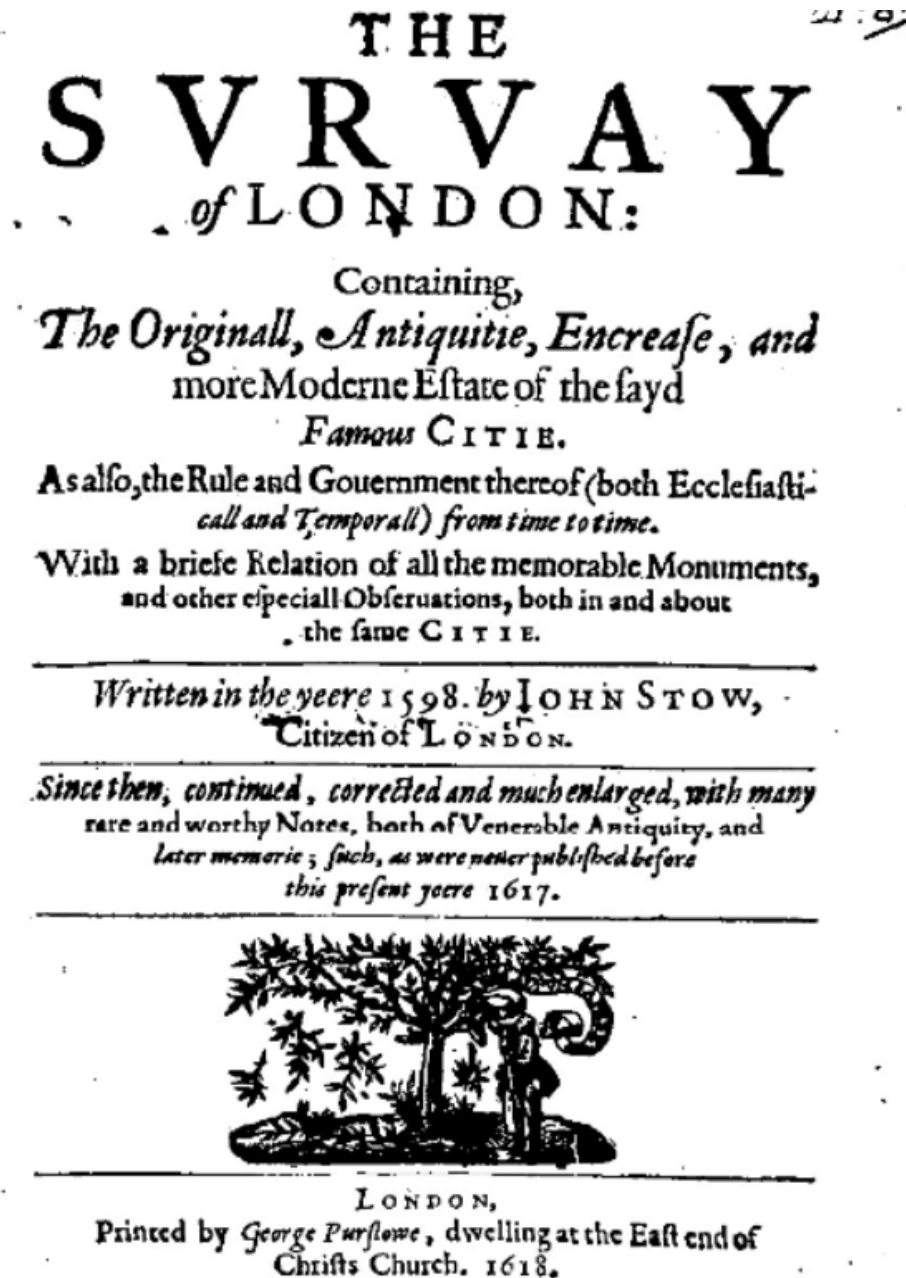 THE
SVRVAY
of LONDON:
Containing,
The Originall, Antiquitie, Encreaſe, and
more Moderne Eſtate of the ſayd
Famous CITIE.
As alſo, the Rule and Gouernment thereof (both Eccleſiaſti-
call and Temporall) from time to time.
With a briefe Relation of all the memorable Monuments,
and other eſpeciall Obſeruations, both in and about
the ſame CITIE.
Written in the yeere 1598. by IOHN STOW,
Citizen of LONDON.
Since then, continued, corrected and much enlarged, with many
rare and worthy Notes, both of Venerable Antiquity, and
later memorie; ſuch, as were neuer publiſhed before
this preſent yeere 1617.
LONDON,
Printed by George Purſlowe, dwelling at the Eaſt end of
Chriſts Church. 1618.